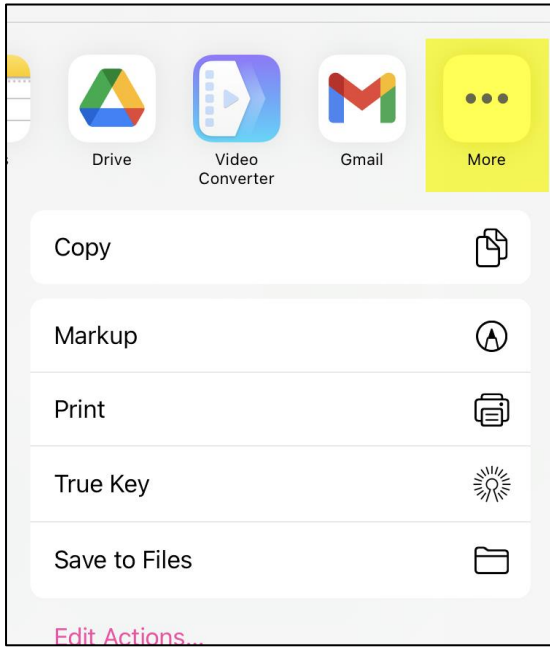 s
Drive
Video
Converter
Gmail
More
Copy
Markup
Print
True Key
Save to Files
Edit Actions...